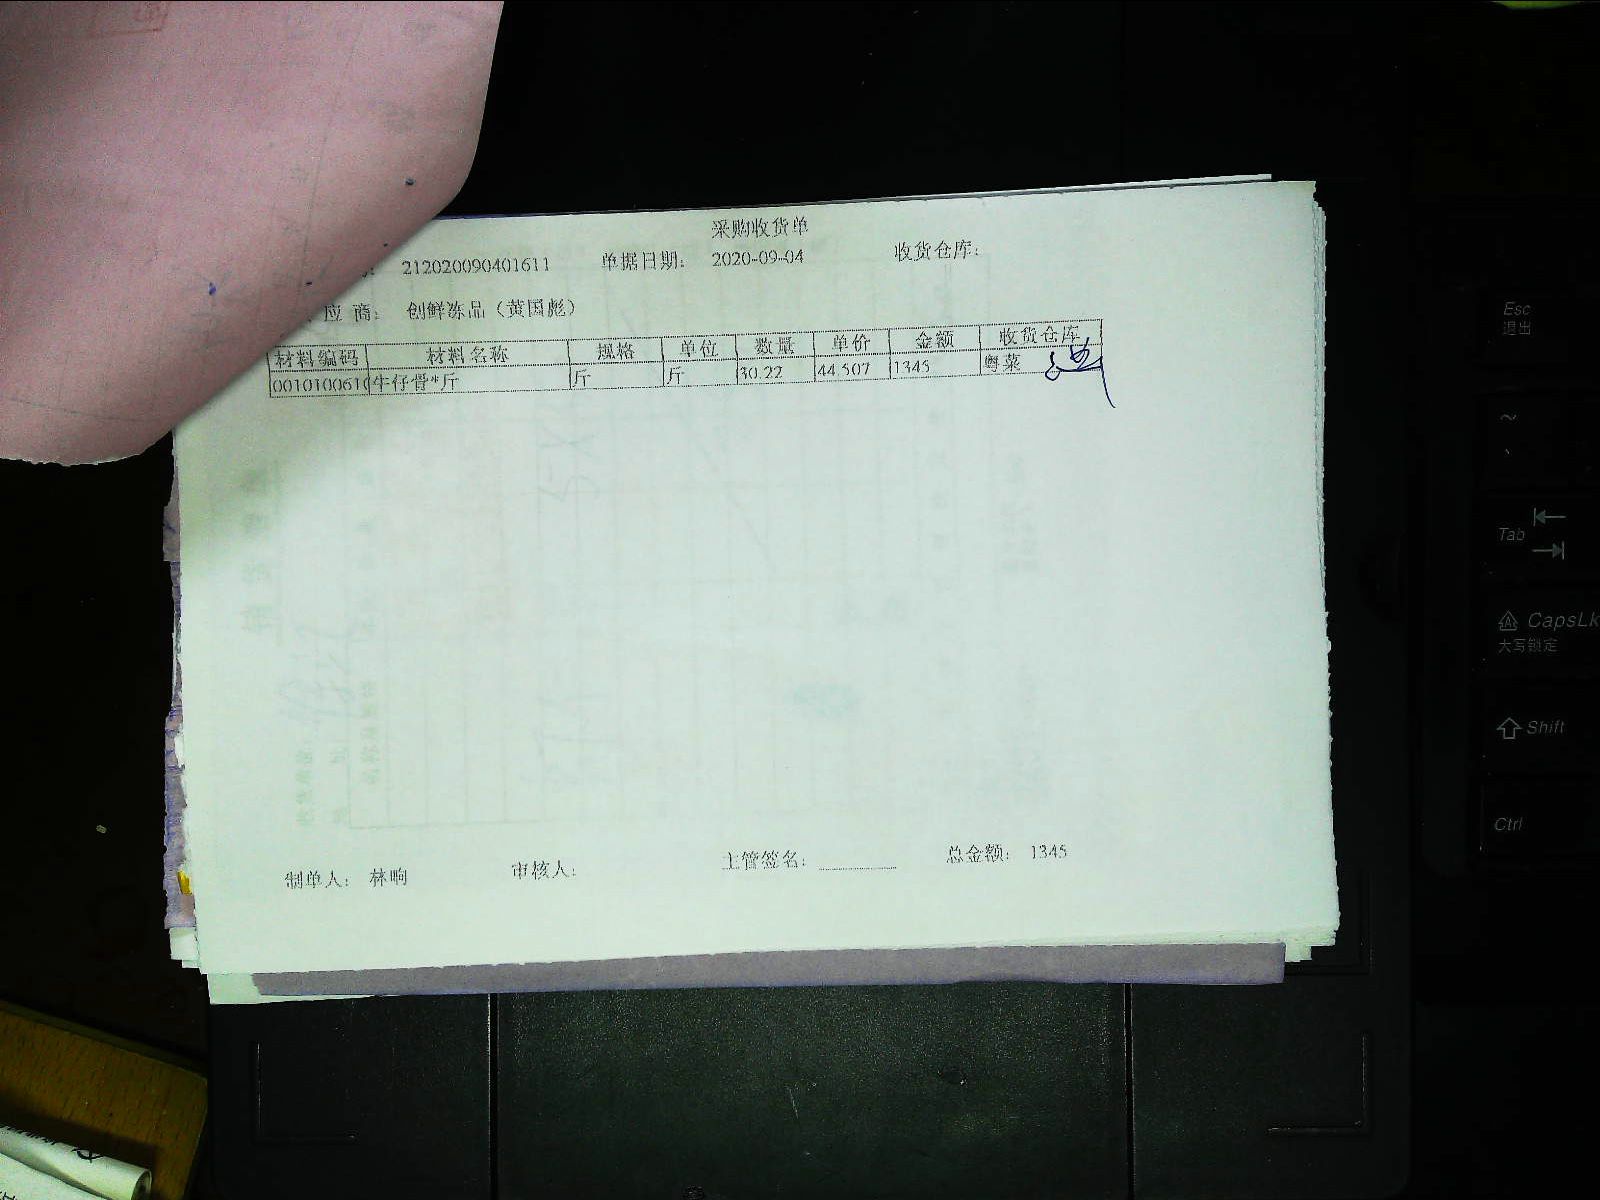 采购收货单
212020090401611 单据日期: 2020-09-04 收货仓库:
应 商: 创鲜冻品（黄国彪）
材料编码 材料名称 规格 单位 数量 单价 金额 收货仓库
0010100610 牛仔骨*斤 斤 斤 30.22 44.507 1345 粤菜
制单人: 林响 审核人: 主管签名: 总金额: 1345
Esc
退出
~
Tab
CapsLk
大写锁定
Shift
Ctrl